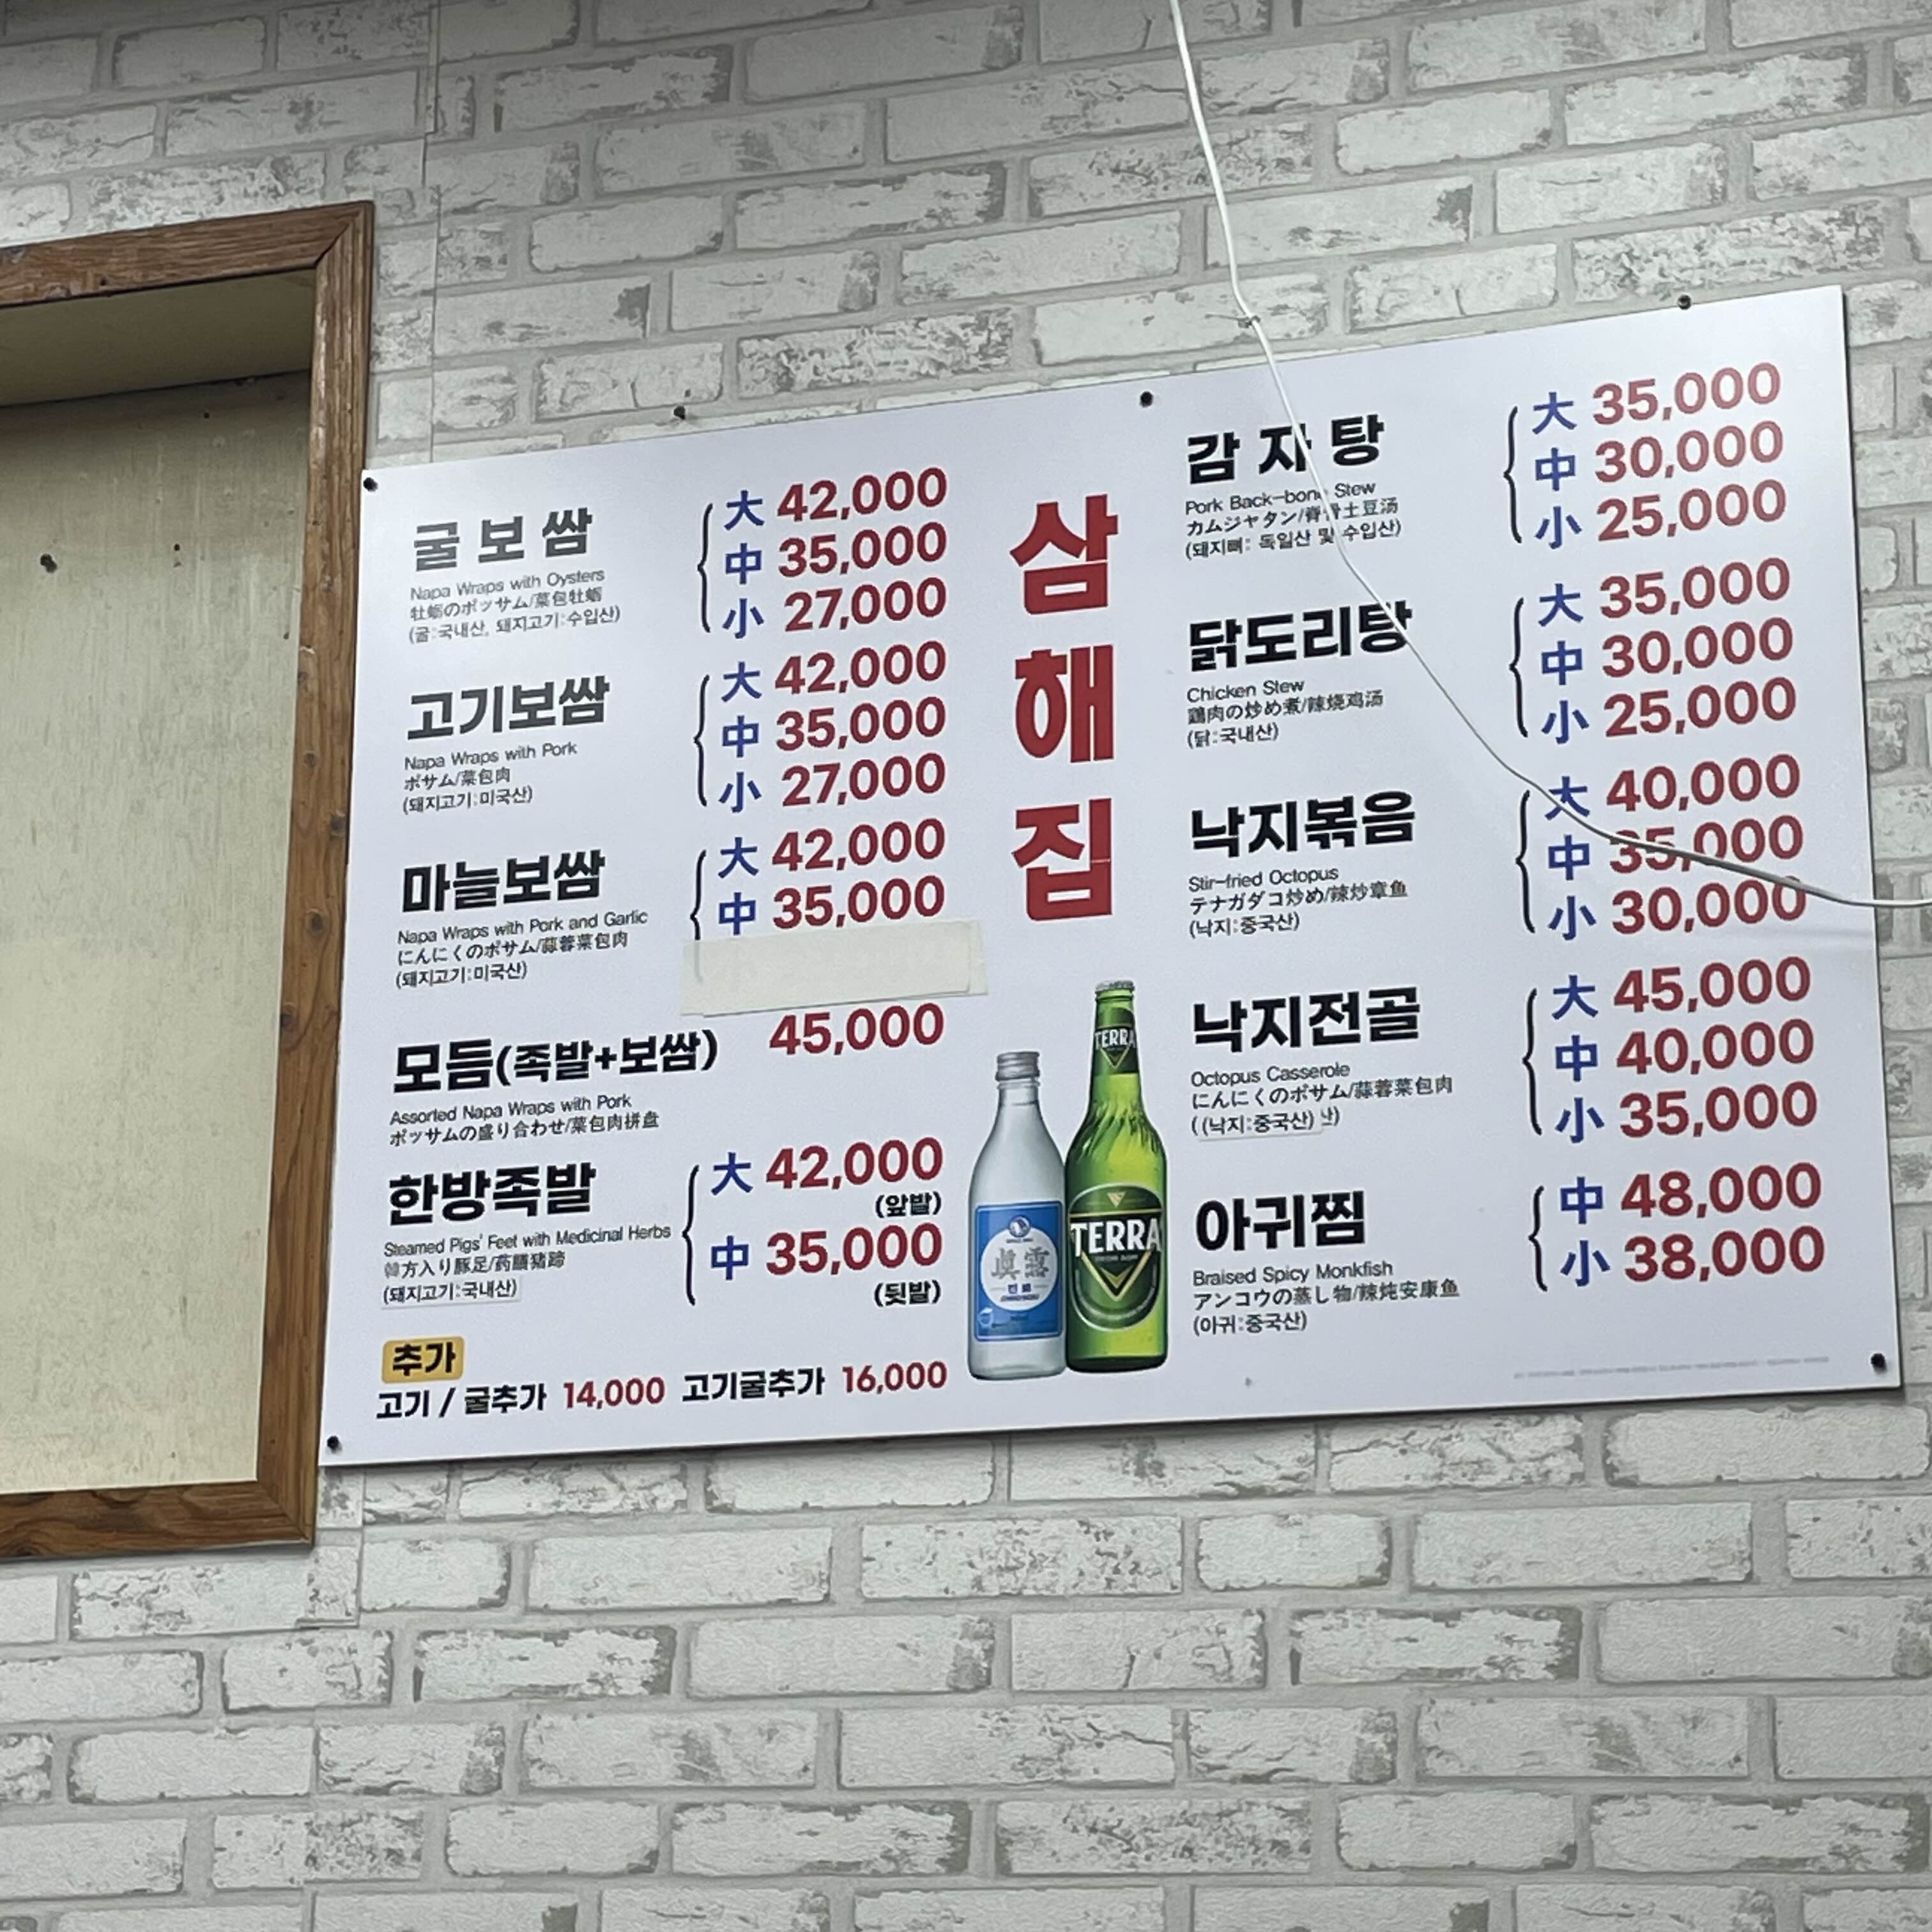 굴보쌈
Napa Wraps with Oysters
牡蛎のポッサム/菜包牡蛎
(굴:국내산, 돼지고기:수입산)
大 42,000
中 35,000
小 27,000
고기보쌈
Napa Wraps with Pork
ポサム/菜包肉
(돼지고기:미국산)
大 42,000
中 35,000
小 27,000
마늘보쌈
Napa Wraps with Pork and Garlic
にんにくのポサム/蒜蓉菜包肉
(돼지고기:미국산)
大 42,000
中 35,000
모듬(족발+보쌈) 45,000
Assorted Napa Wraps with Pork
ポッサムの盛り合わせ/菜包肉拼盘
한방족발
Steamed Pigs' Feet with Medicinal Herbs
韓方入り豚足/药膳猪蹄
(돼지고기:국내산)
大 42,000
(앞발)
中 35,000
(뒷발)
추가
고기 / 굴추가 14,000 고기굴추가 16,000
삼
해
집
TERRA
TERRA
眞露
진로
감자탕
Pork Back-bone Stew
カムジャタン/脊骨土豆汤
(돼지뼈: 독일산 및 수입산)
大 35,000
中 30,000
小 25,000
닭도리탕
Chicken Stew
鶏肉の炒め煮/辣烧鸡汤
(닭:국내산)
大 35,000
中 30,000
小 25,000
낙지볶음
Stir-fried Octopus
テナガダコ炒め/辣炒章鱼
(낙지:중국산)
大 40,000
中 35,000
小 30,000
낙지전골
Octopus Casserole
にんにくのポサム/蒜蓉菜包肉
((낙지:중국산)
大 45,000
中 40,000
小 35,000
아귀찜
Braised Spicy Monkfish
アンコウの蒸し物/辣炖安康鱼
(아귀:중국산)
中 48,000
小 38,000